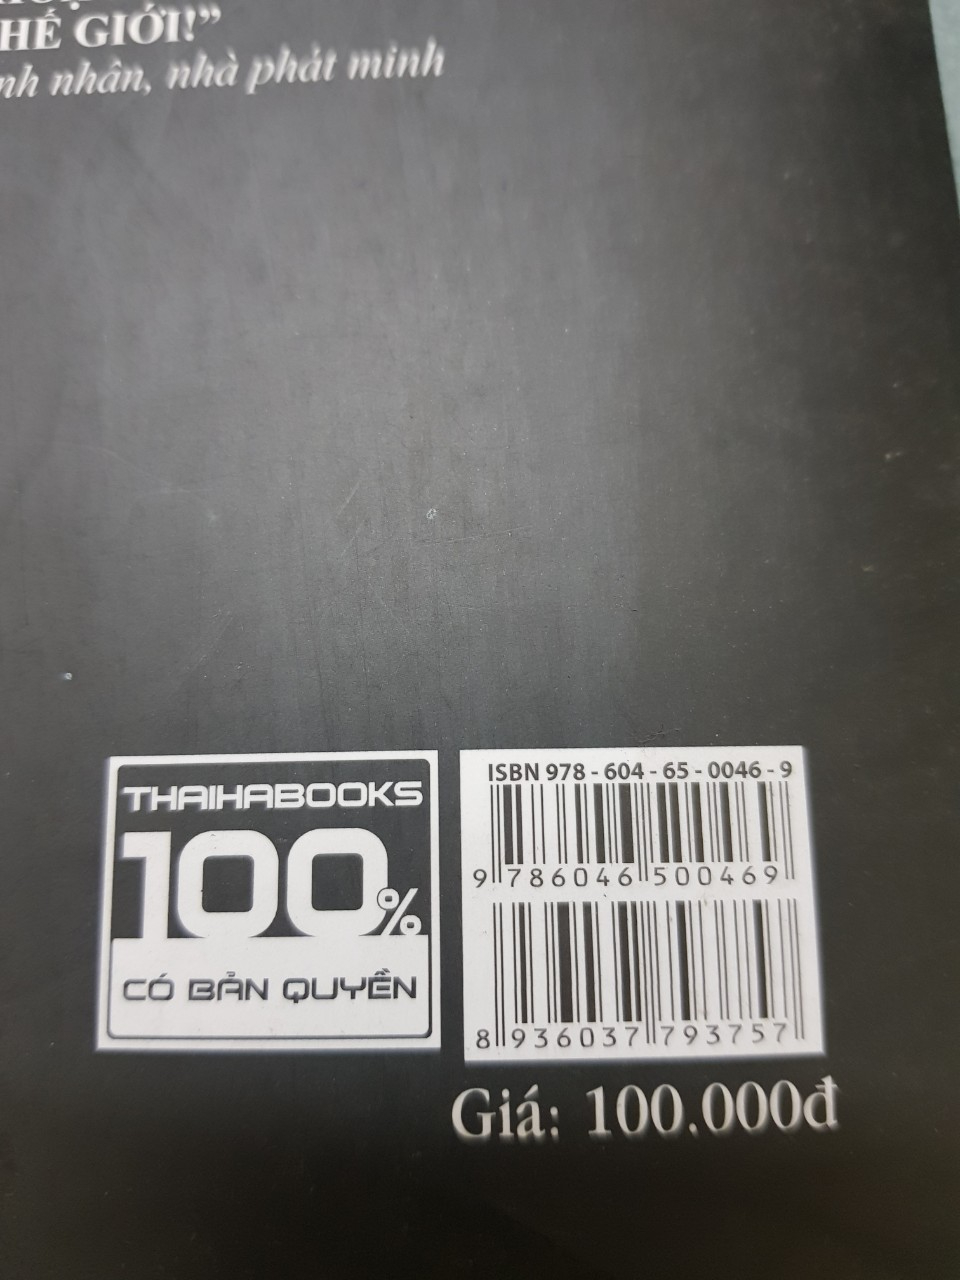 HẾ GIỚI!”
nh nhân, nhà phát minh
THAIHABOOKS
100%
CÓ BẢN QUYỀN
ISBN 978 - 604 - 65 - 0046 - 9
9 786046 500469
8 936037 793757
Giá: 100.000đ